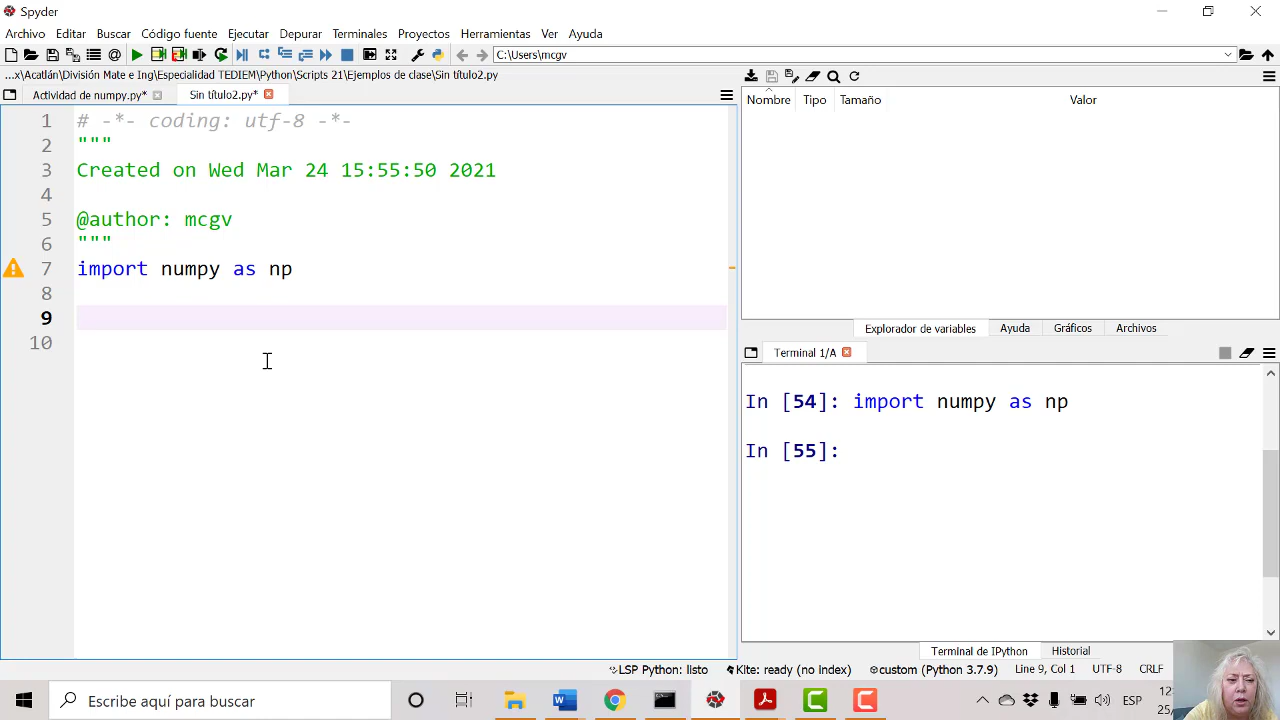 Spyder
Archivo Editar Buscar Código fuente Ejecutar Depurar Terminales Proyectos Herramientas Ver Ayuda
C:\Users\mcgv
...x\Acatlán\División Mate e Ing\Especialidad TEDIEM\Python\Scripts 21\Ejemplos de clase\Sin título2.py
Actividad de numpy.py* Sin título2.py*
1 # -*- coding: utf-8 -*-
2 """
3 Created on Wed Mar 24 15:55:50 2021
4
5 @author: mcgv
6 """
7 import numpy as np
8
9
10
Nombre Tipo Tamaño Valor
Explorador de variables Ayuda Gráficos Archivos
Terminal 1/A
In [54]: import numpy as np
In [55]:
Terminal de IPython Historial
LSP Python: listo Kite: ready (no index) custom (Python 3.7.9) Line 9, Col 1 UTF-8 CRLF
Escribe aquí para buscar
ESP